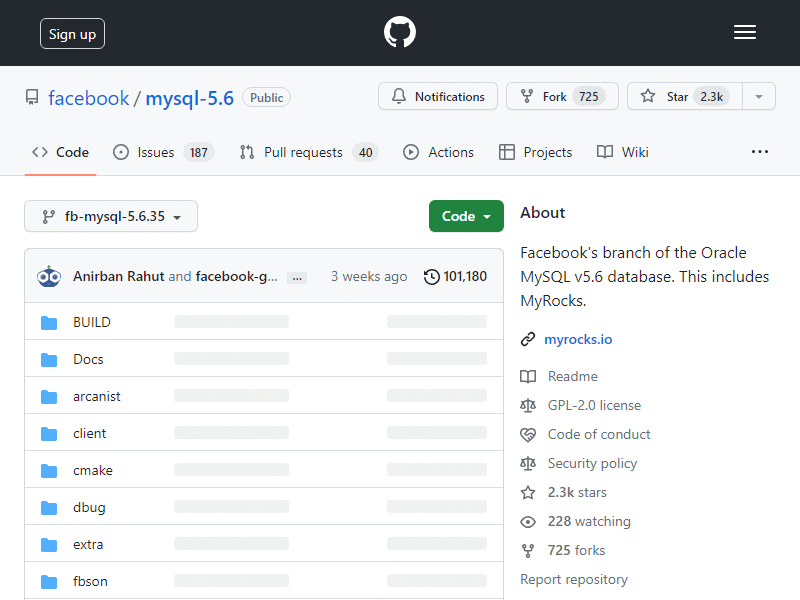 Sign up
facebook / mysql-5.6 Public
Notifications Fork 725 Star 2.3k
Code Issues 187 Pull requests 40 Actions Projects Wiki ...
fb-mysql-5.6.35 Code
Anirban Rahut and facebook-g... ... 3 weeks ago 101,180
BUILD
Docs
arcanist
client
cmake
dbug
extra
fbson
About
Facebook's branch of the Oracle
MySQL v5.6 database. This includes
MyRocks.
myrocks.io
Readme
GPL-2.0 license
Code of conduct
Security policy
2.3k stars
228 watching
725 forks
Report repository